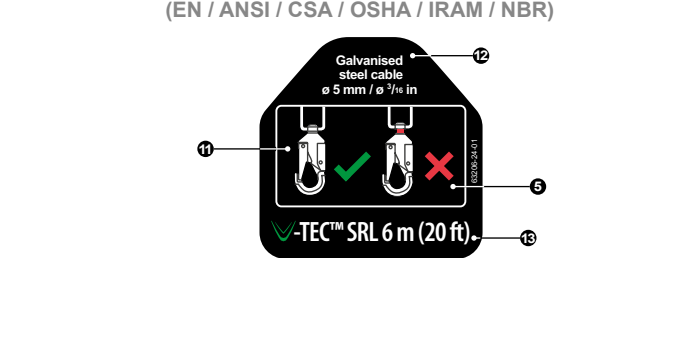 (EN / ANSI / CSA / OSHA / IRAM / NBR)
Galvanised
steel cable
ø 5 mm / ø 3/16 in
12
11
63206-24-01
5
V-TEC™ SRL 6 m (20 ft)
13